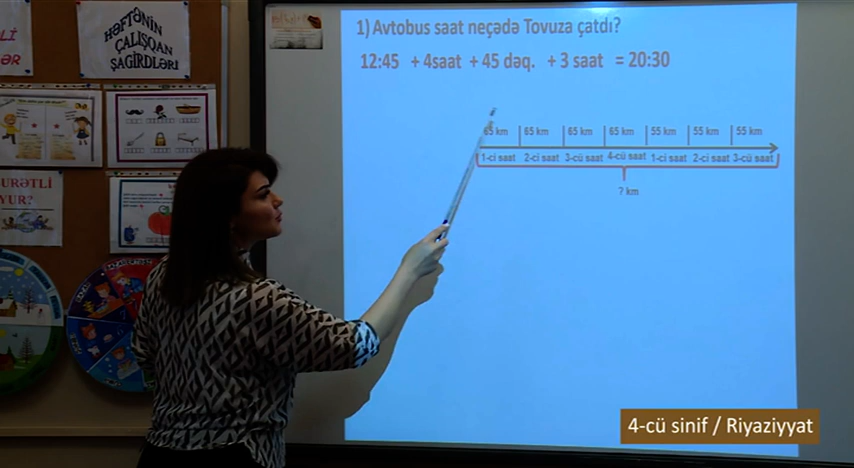 HƏFTƏNİN
ÇALIŞQAN
ŞAGİRDLƏRİ
1) Avtobus saat neçədə Tovuza çatdı?
12:45 + 4saat + 45 dəq. + 3 saat = 20:30
65 km 65 km 65 km 65 km 55 km 55 km 55 km
1-ci saat 2-ci saat 3-cü saat 4-cü saat 1-ci saat 2-ci saat 3-cü saat
? km
4-cü sinif / Riyaziyyat